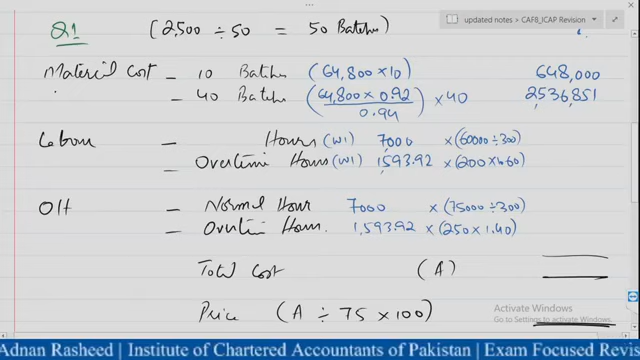 updated notes > CAF8_ICAP Revision
Q1 (2,500 ÷ 50 = 50 Batches)
Material Cost – 10 Batches (64,800 × 10) 648,000
– 40 Batches (64,800 × 0.92 / 0.94) × 40 2,536,851
Labour – Hours (W1) 7000 × (60000 ÷ 300)
– Overtime Hours (W1) 1,593.92 × (200 × 1.60)
OH – Normal Hour 7000 × (75000 ÷ 300)
– Overtime Hour. 1,593.92 × (250 × 1.40)
Total Cost (A)
Price (A ÷ 75 × 100)
Activate Windows
Go to Settings to activate Windows.
Adnan Rasheed | Institute of Chartered Accountants of Pakistan | Exam Focused Revis